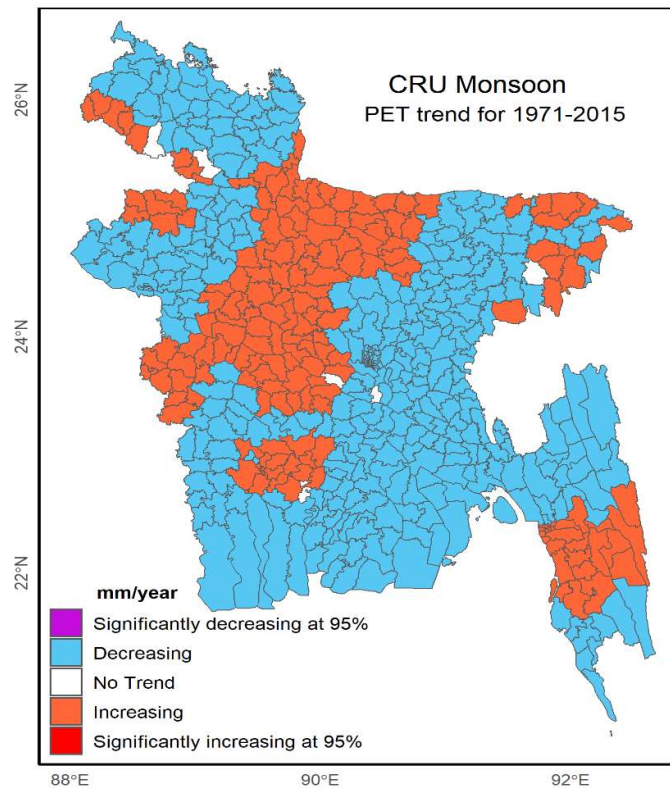 CRU Monsoon
PET trend for 1971-2015
26°N
24°N
22°N
mm/year
Significantly decreasing at 95%
Decreasing
No Trend
Increasing
Significantly increasing at 95%
88°E 90°E 92°E